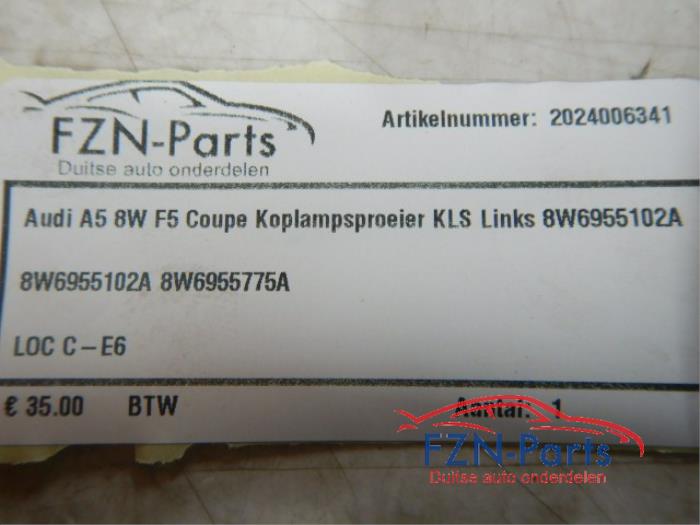 FZN-Parts
Duitse auto onderdelen
Artikelnummer: 2024006341
Audi A5 8W F5 Coupe Koplampsproeier KLS Links 8W6955102A
8W6955102A 8W6955775A
LOC C-E6
€ 35.00 BTW Aantal: 1
FZN-Parts
Duitse auto onderdelen